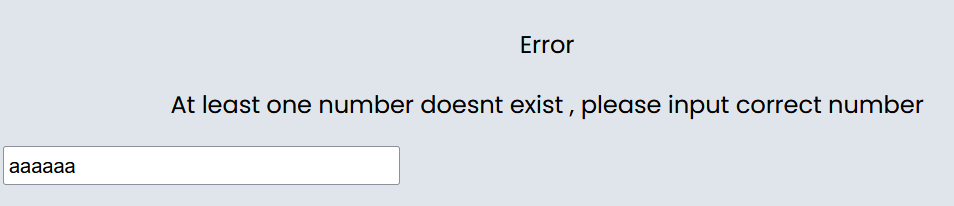 Error
At least one number doesnt exist , please input correct number
aaaaaa